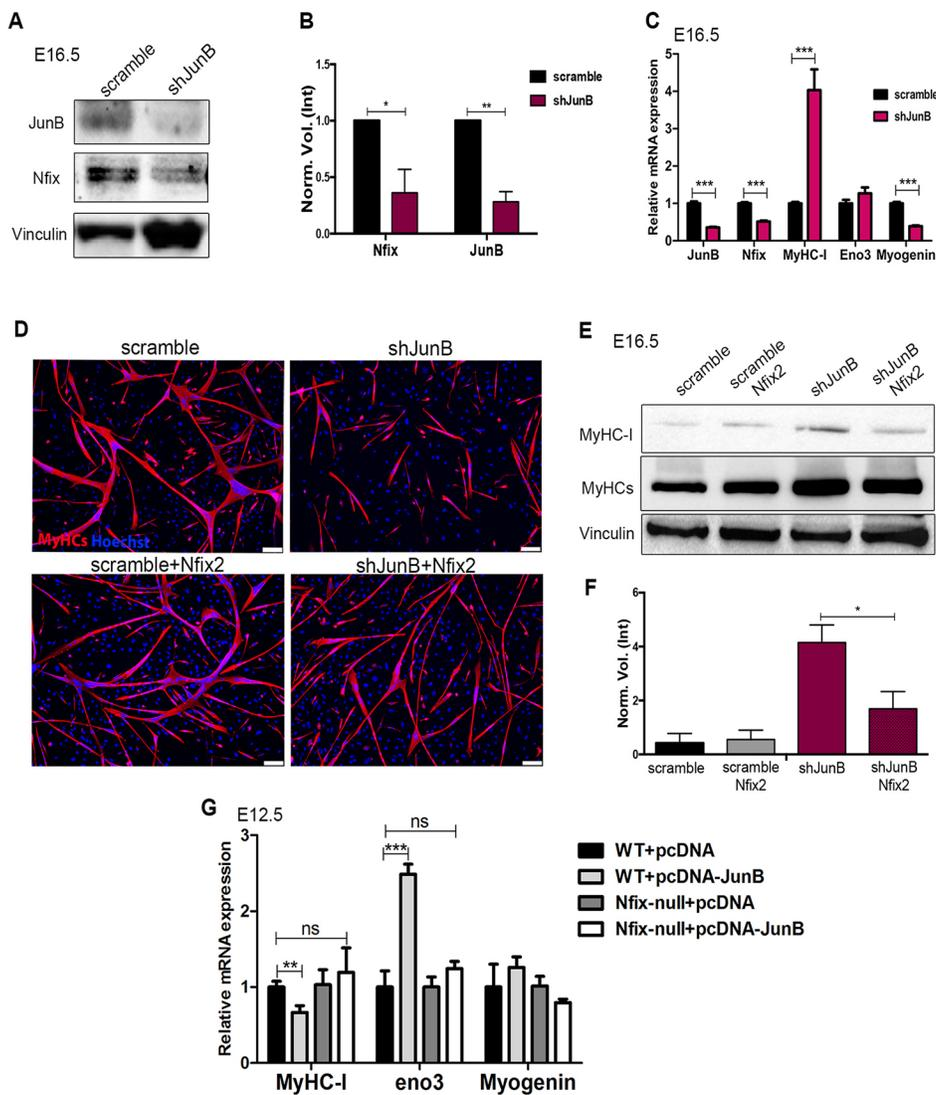 A
E16.5
scramble
shJunB
JunB
Nfix
Vinculin
B
Norm. Vol. (Int)
1.5
1.0
0.5
0.0
*
**
scramble
shJunB
Nfix
JunB
C
E16.5
Relative mRNA expression
5
4
3
2
1
0
***
***
***
***
scramble
shJunB
JunB
Nfix
MyHC-I
Eno3
Myogenin
D
scramble
shJunB
MyHCs Hoechst
scramble+Nfix2
shJunB+Nfix2
E
E16.5
scramble
scramble
Nfix2
shJunB
shJunB
Nfix2
MyHC-I
MyHCs
Vinculin
F
Norm. Vol. (Int)
6
4
2
0
*
scramble
scramble
Nfix2
shJunB
shJunB
Nfix2
G
E12.5
Relative mRNA expression
3
2
1
0
ns
**
ns
***
MyHC-I
eno3
Myogenin
WT+pcDNA
WT+pcDNA-JunB
Nfix-null+pcDNA
Nfix-null+pcDNA-JunB